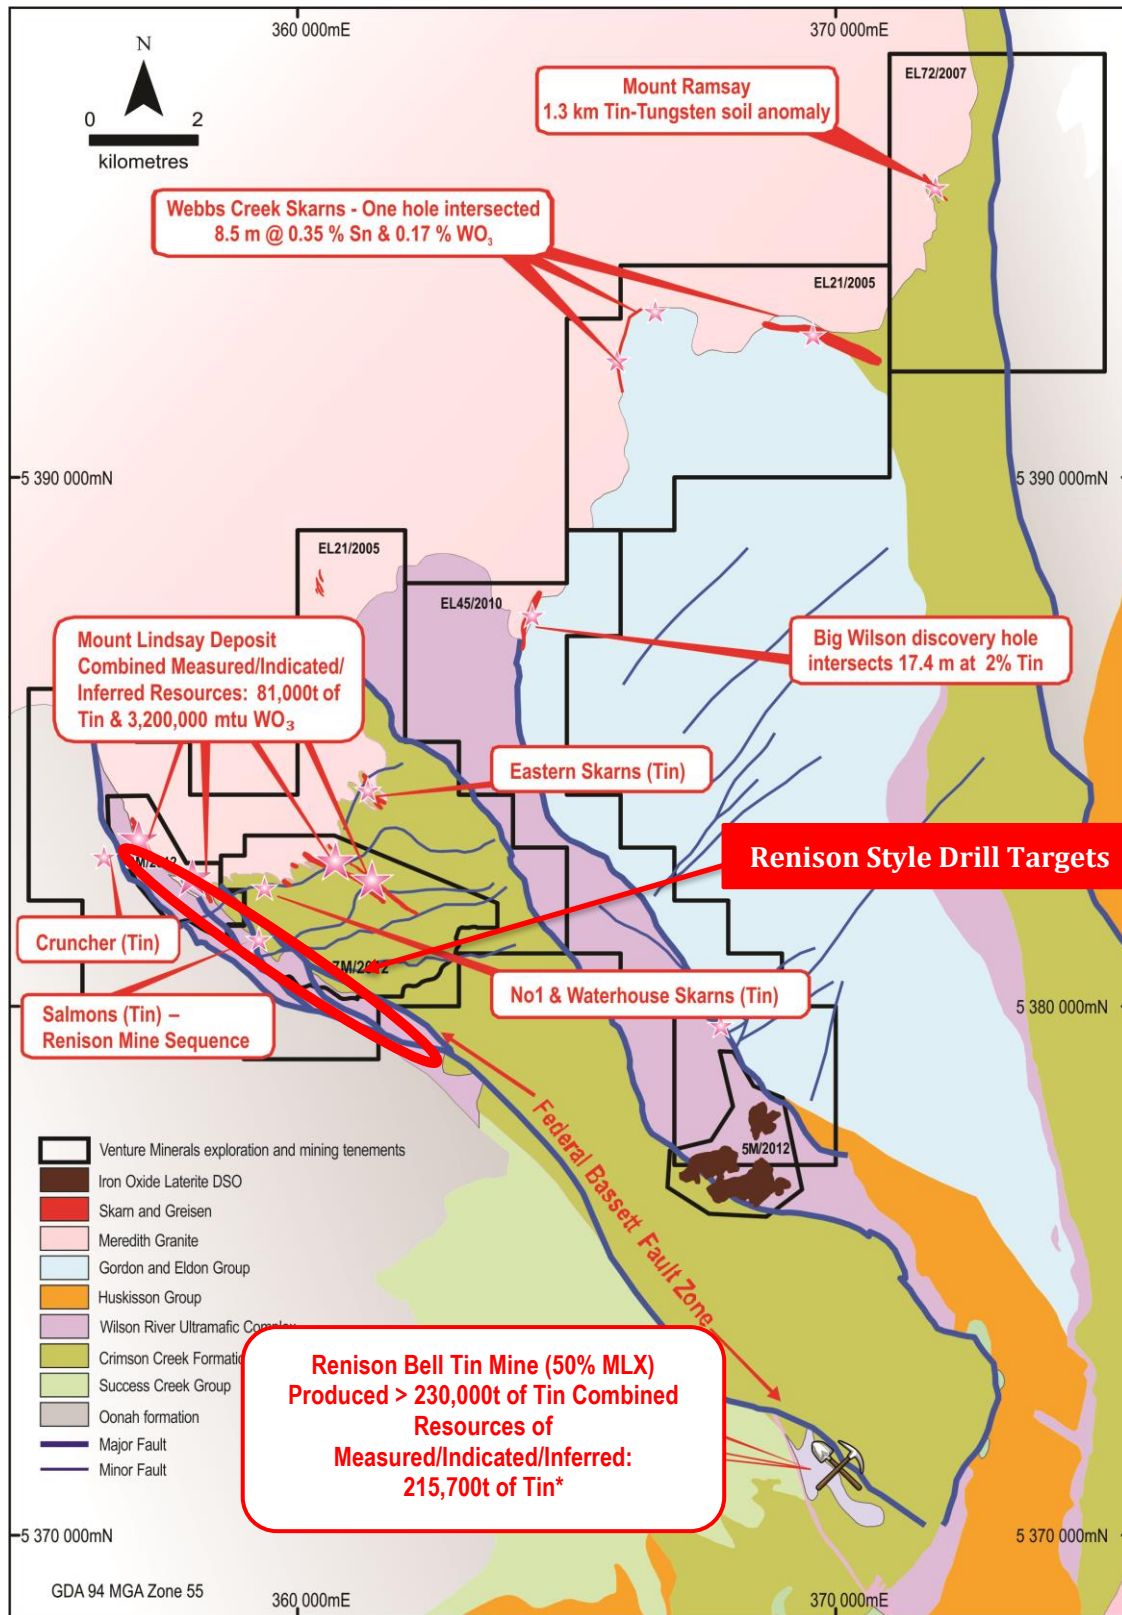 360 000mE
370 000mE
N
0 2
kilometres
EL72/2007
Mount Ramsay
1.3 km Tin-Tungsten soil anomaly
Webbs Creek Skarns - One hole intersected
8.5 m @ 0.35 % Sn & 0.17 % WO₃
EL21/2005
5 390 000mN
5 390 000mN
EL21/2005
EL45/2010
Mount Lindsay Deposit
Combined Measured/Indicated/
Inferred Resources: 81,000t of
Tin & 3,200,000 mtu WO₃
Big Wilson discovery hole
intersects 17.4 m at 2% Tin
Eastern Skarns (Tin)
Renison Style Drill Targets
M/2012
Cruncher (Tin)
7M/2012
No1 & Waterhouse Skarns (Tin)
Salmons (Tin) –
Renison Mine Sequence
5 380 000mN
Federal Bassett Fault Zone
5M/2012
Venture Minerals exploration and mining tenements
Iron Oxide Laterite DSO
Skarn and Greisen
Meredith Granite
Gordon and Eldon Group
Huskisson Group
Wilson River Ultramafic Complex
Crimson Creek Formatio
Success Creek Group
Oonah formation
Major Fault
Minor Fault
Renison Bell Tin Mine (50% MLX)
Produced > 230,000t of Tin Combined
Resources of
Measured/Indicated/Inferred:
215,700t of Tin*
5 370 000mN
5 370 000mN
GDA 94 MGA Zone 55
360 000mE
370 000mE